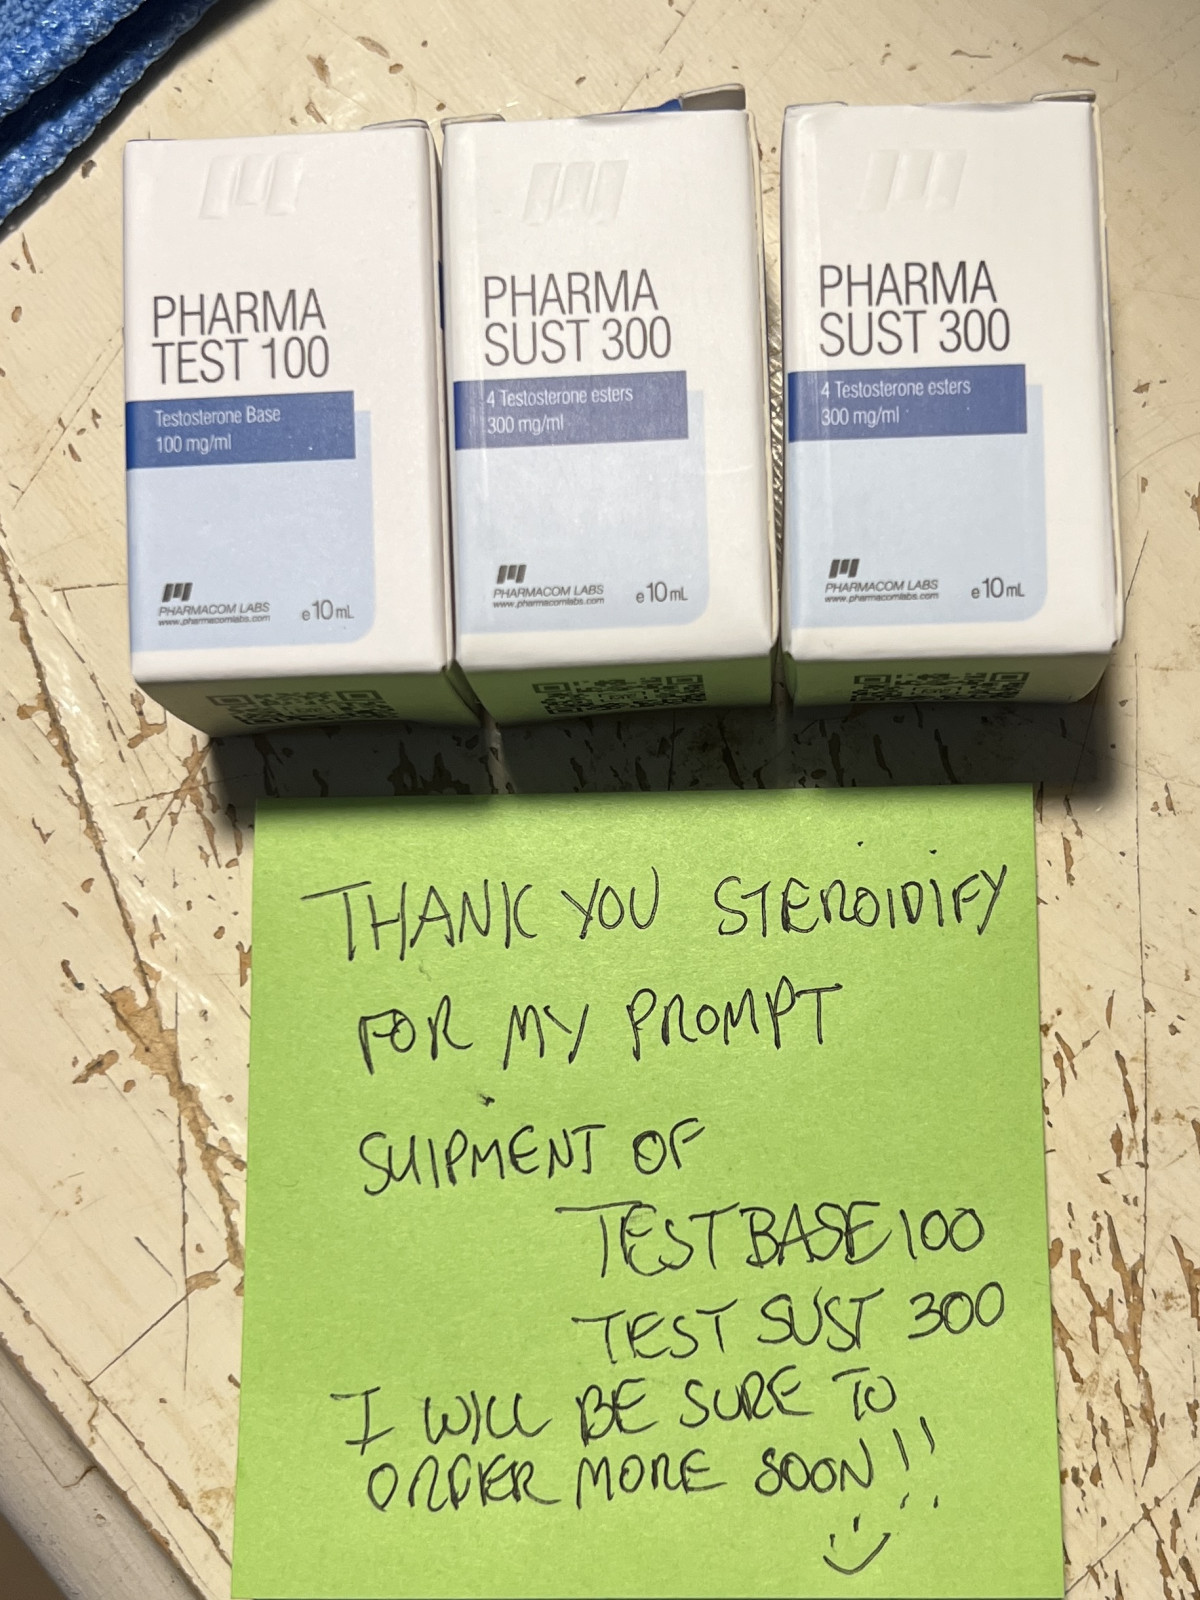 PHARMA
TEST 100
Testosterone Base
100 mg/ml
PHARMACOM LABS
www.pharmacomlabs.com
e10mL
PHARMA
SUST 300
4 Testosterone esters
300 mg/ml
PHARMACOM LABS
www.pharmacomlabs.com
e10mL
PHARMA
SUST 300
4 Testosterone esters
300 mg/ml
PHARMACOM LABS
www.pharmacomlabs.com
e10mL
THANK YOU STEROIDIFY
FOR MY PROMPT
SHIPMENT OF
TEST BASE 100
TEST SUST 300
I WILL BE SURE TO
ORDER MORE SOON!!